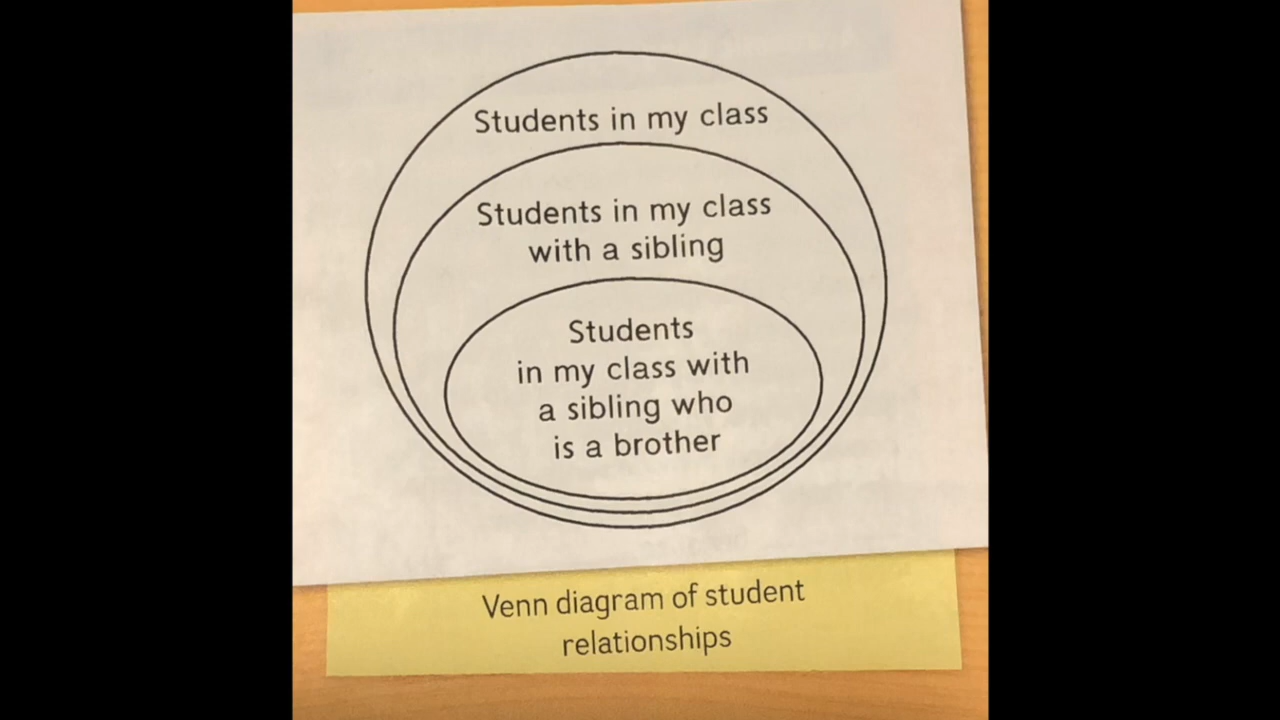 Students in my class
Students in my class
with a sibling
Students
in my class with
a sibling who
is a brother
Venn diagram of student
relationships